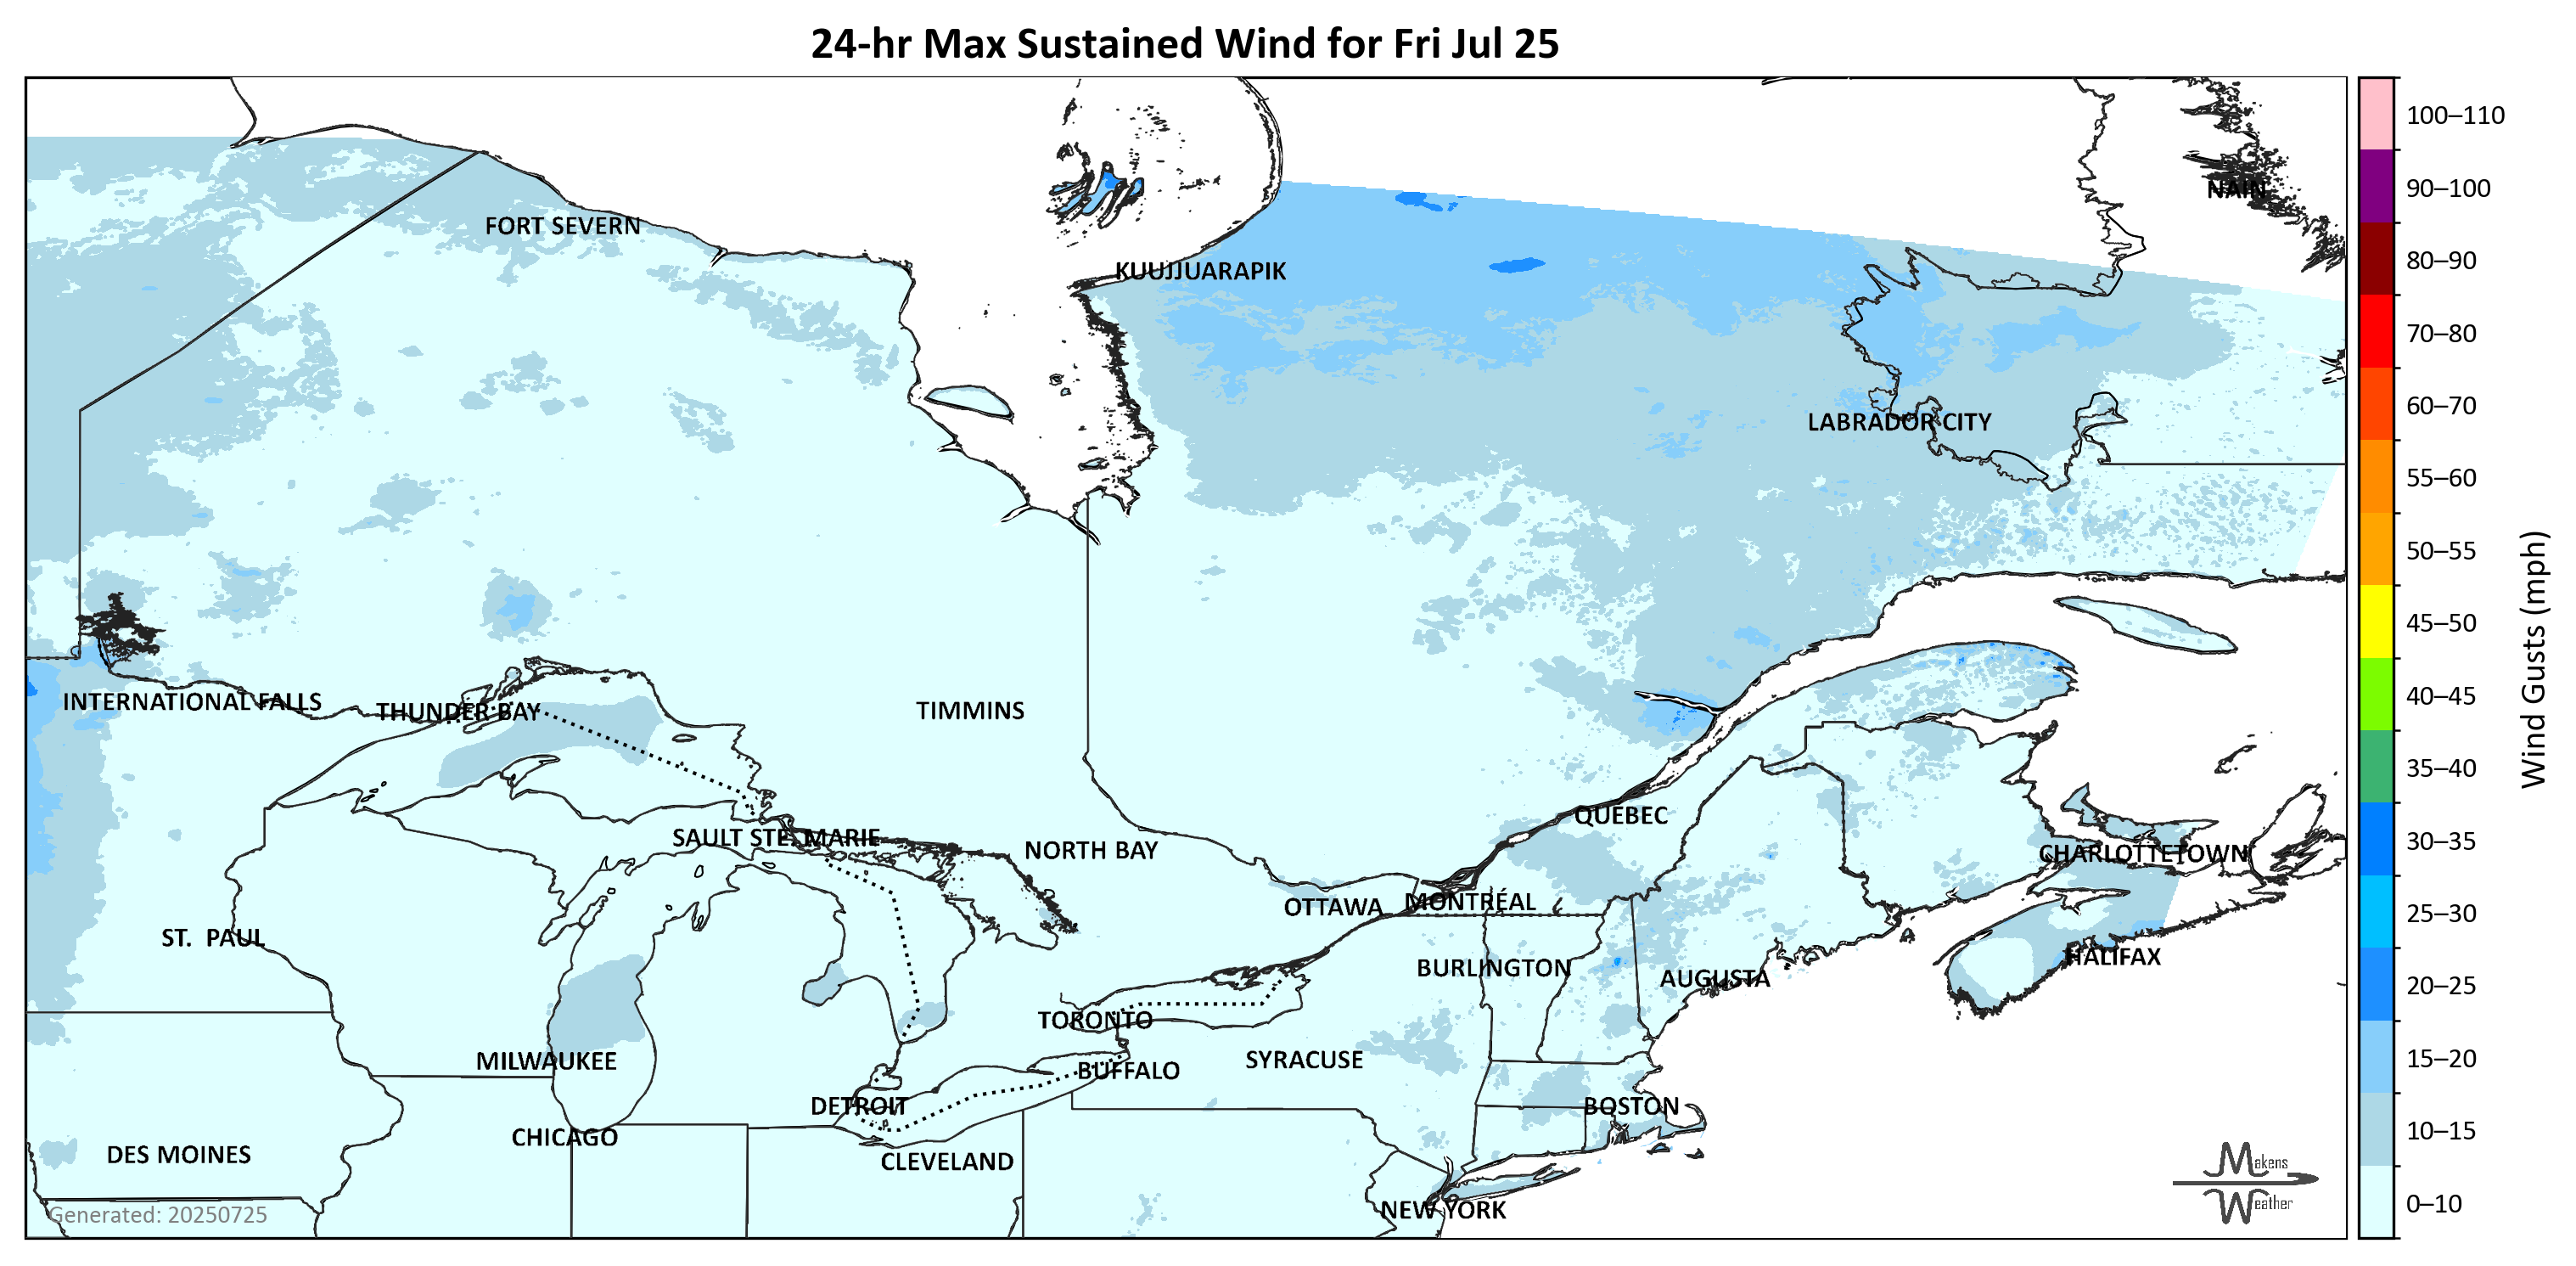 24-hr Max Sustained Wind for Fri Jul 25
100–110
90–100
NAIN
FORT SEVERN
80–90
KUUJJUARAPIK
70–80
60–70
LABRADOR CITY
55–60
50–55
45–50
Wind Gusts (mph)
40–45
INTERNATIONAL FALLS
THUNDER BAY
TIMMINS
35–40
QUÉBEC
SAULT STE. MARIE
30–35
NORTH BAY
CHARLOTTETOWN
OTTAWA
MONTRÉAL
25–30
ST. PAUL
HALIFAX
BURLINGTON
AUGUSTA
20–25
TORONTO
MILWAUKEE
SYRACUSE
15–20
BUFFALO
DETROIT
BOSTON
CHICAGO
10–15
DES MOINES
CLEVELAND
Makens
Weather
0–10
NEW YORK
Generated: 20250725